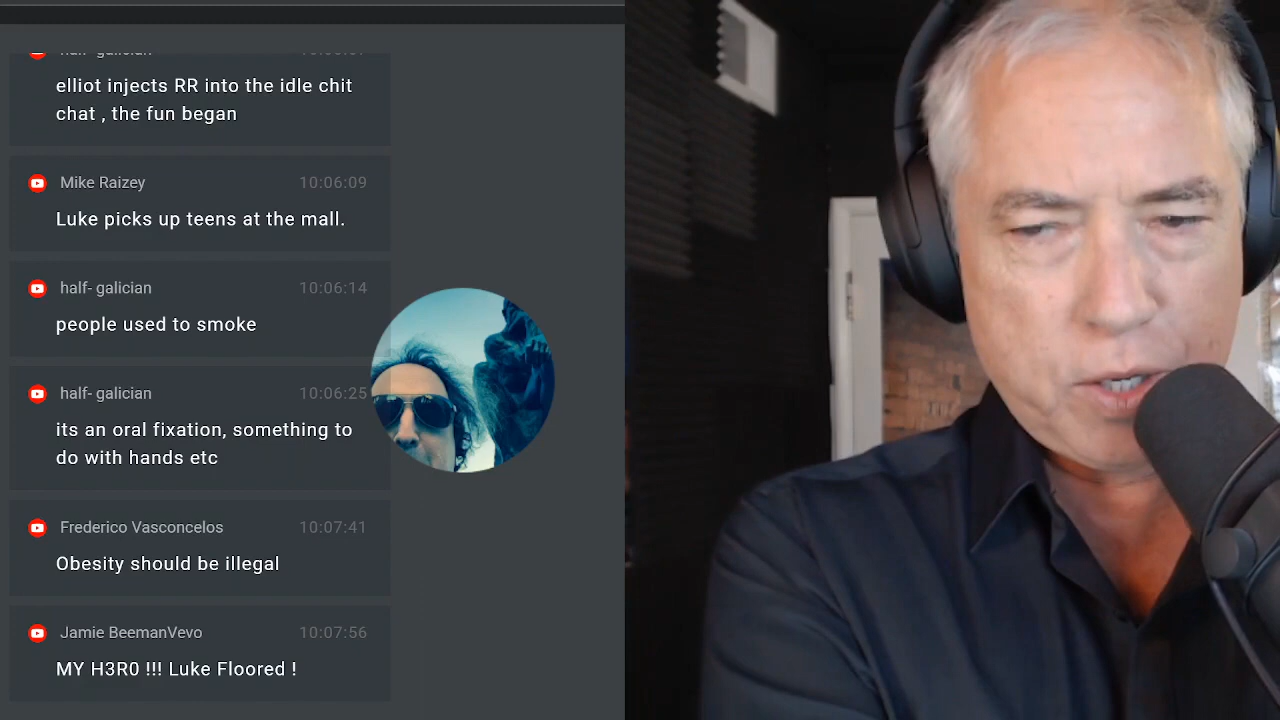 elliot injects RR into the idle chit
chat , the fun began
Mike Raizey 10:06:09
Luke picks up teens at the mall.
half- galician 10:06:14
people used to smoke
half- galician 10:06:25
its an oral fixation, something to
do with hands etc
Frederico Vasconcelos 10:07:41
Obesity should be illegal
Jamie BeemanVevo 10:07:56
MY H3R0 !!! Luke Floored !